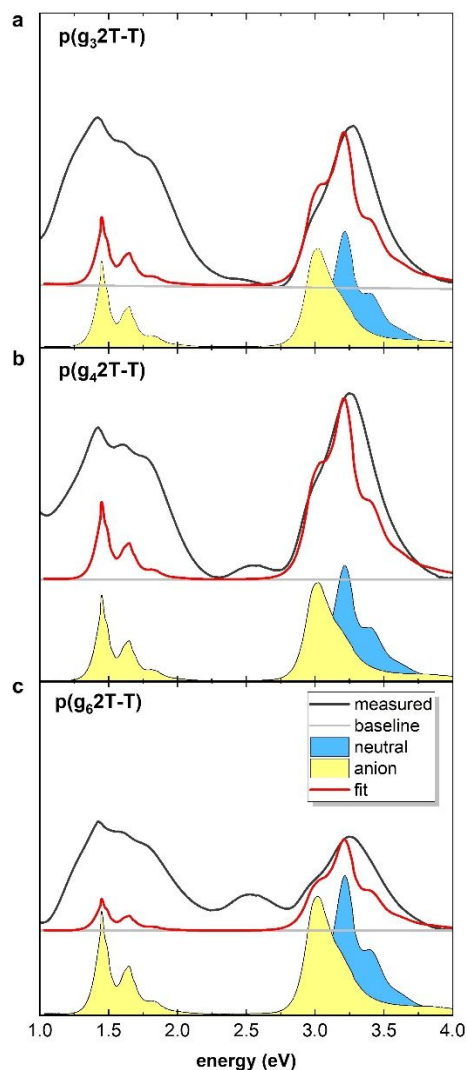 a
p(g₃2T-T)
b
p(g₄2T-T)
c
p(g₆2T-T)
measured
baseline
neutral
anion
fit
1.0 1.5 2.0 2.5 3.0 3.5 4.0
energy (eV)